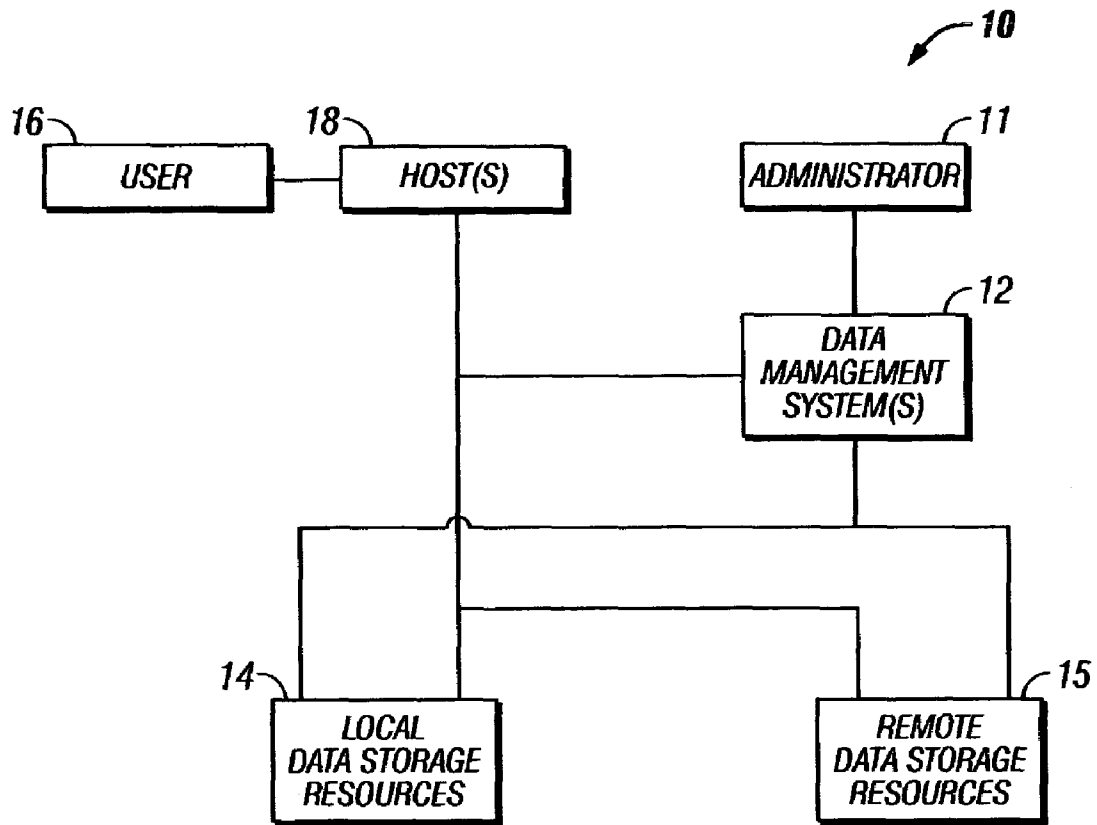 10
16
18
11
USER
HOST(S)
ADMINISTRATOR
12
DATA
MANAGEMENT
SYSTEM(S)
14
15
LOCAL
DATA STORAGE
RESOURCES
REMOTE
DATA STORAGE
RESOURCES